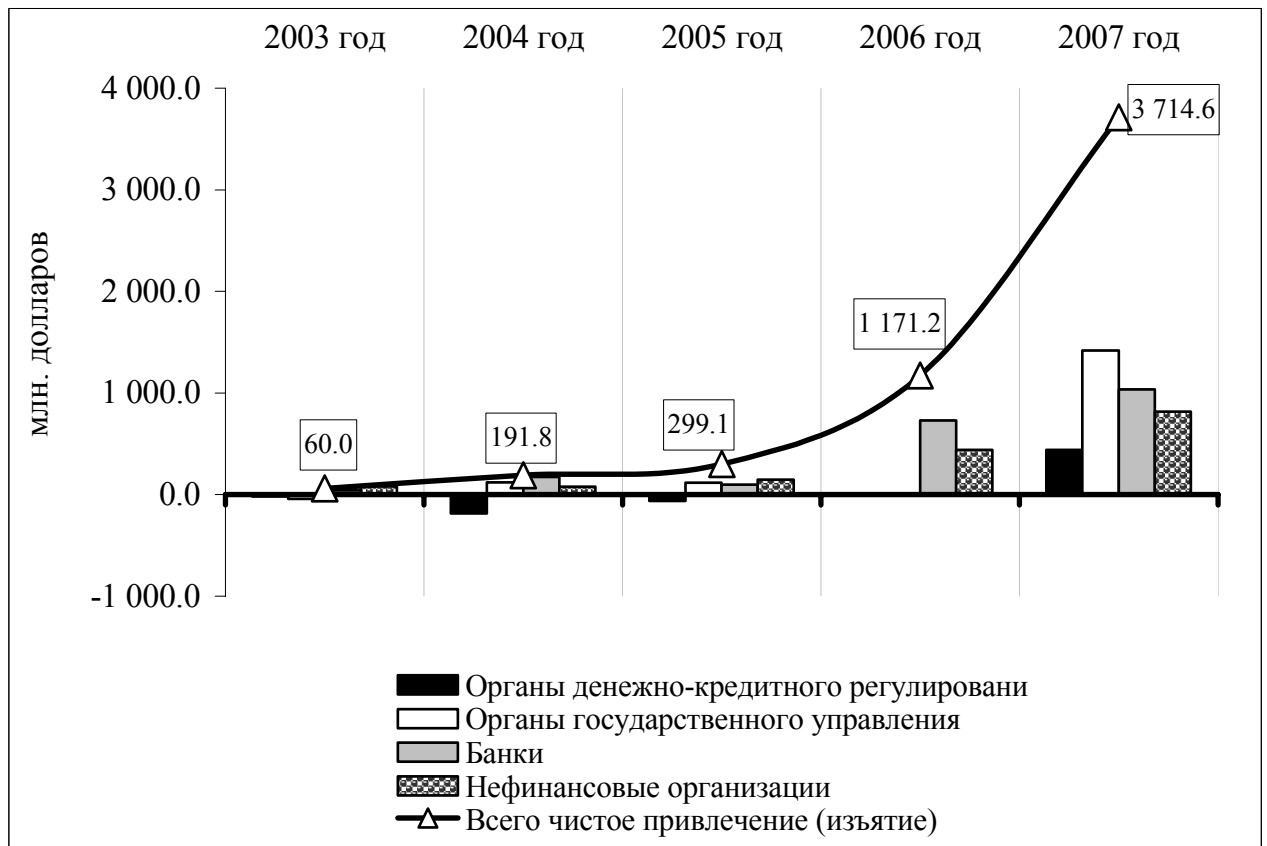 2003 год 2004 год 2005 год 2006 год 2007 год
4 000.0
3 000.0
2 000.0
1 000.0
0.0
-1 000.0
млн. долларов
60.0
191.8
299.1
1 171.2
3 714.6
Органы денежно-кредитного регулировани
Органы государственного управления
Банки
Нефинансовые организации
Всего чистое привлечение (изъятие)